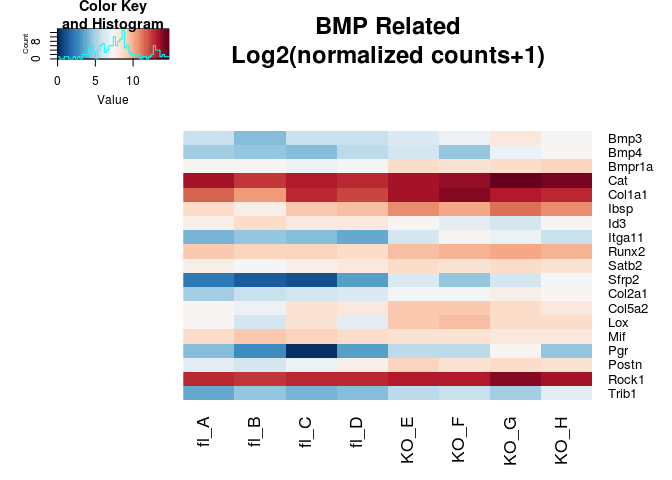 Color Key
and Histogram
Count
0 8
0 5 10
Value
BMP Related
Log2(normalized counts+1)
Bmp3
Bmp4
Bmpr1a
Cat
Col1a1
Ibsp
Id3
Itga11
Runx2
Satb2
Sfrp2
Col2a1
Col5a2
Lox
Mif
Pgr
Postn
Rock1
Trib1
fl_A
fl_B
fl_C
fl_D
KO_E
KO_F
KO_G
KO_H